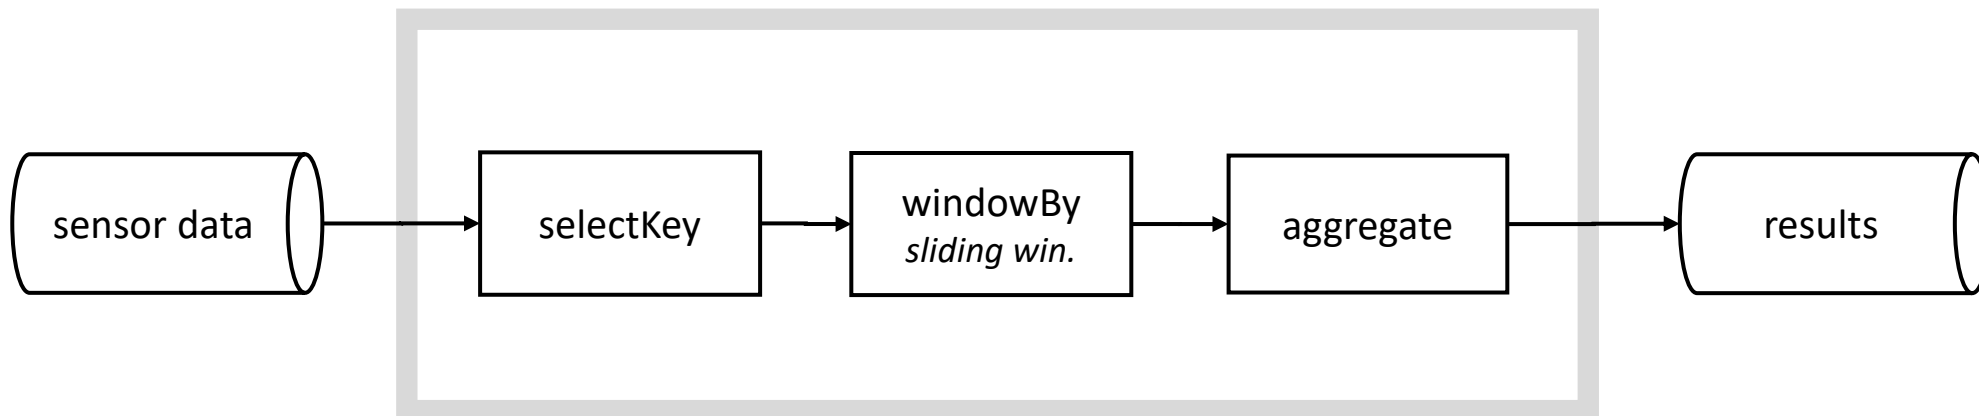 sensor data
selectKey
windowBy
sliding win.
aggregate
results